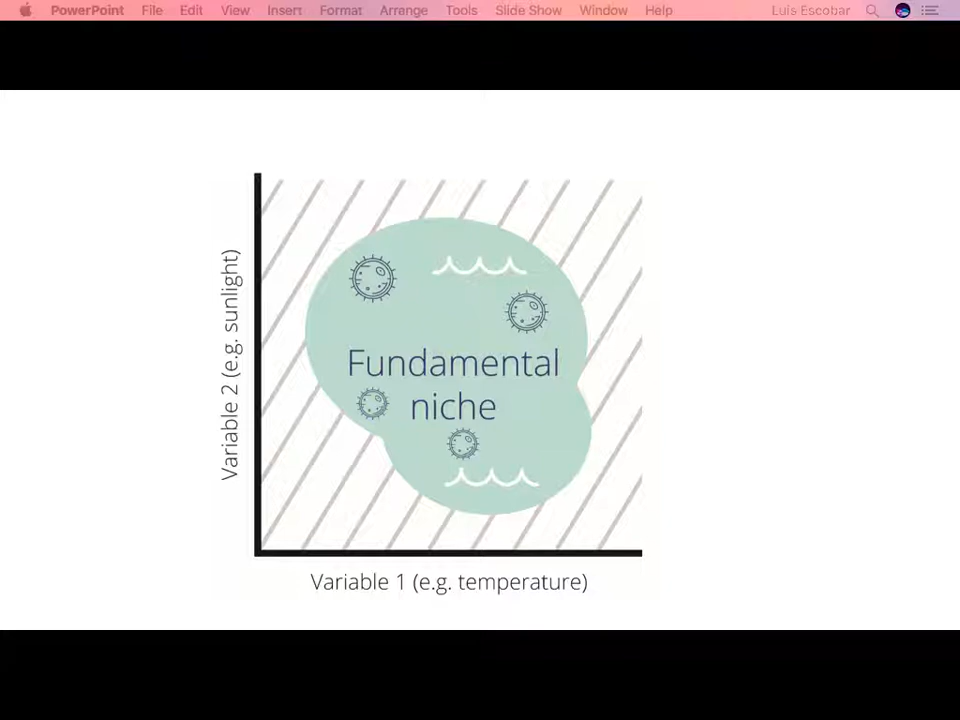 PowerPoint File Edit View Insert Format Arrange Tools Slide Show Window Help Luis Escobar
Variable 2 (e.g. sunlight)
Fundamental
niche
Variable 1 (e.g. temperature)